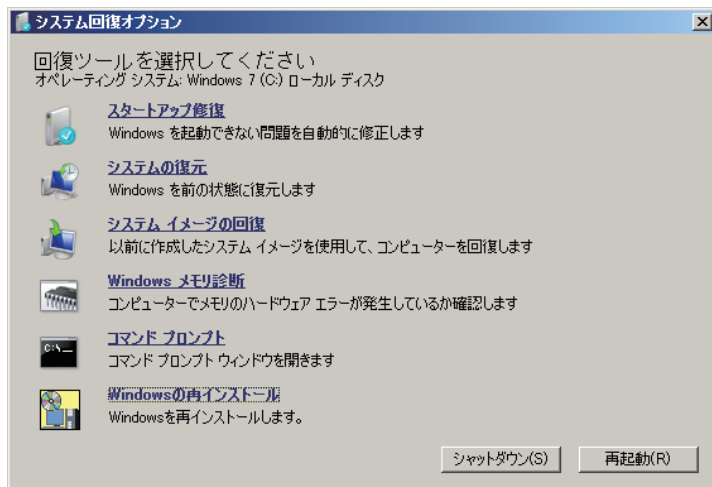 システム回復オプション
回復ツールを選択してください
オペレーティング システム: Windows 7 (C:) ローカル ディスク
スタートアップ修復
Windows を起動できない問題を自動的に修正します
システムの復元
Windows を前の状態に復元します
システム イメージの回復
以前に作成したシステム イメージを使用して、コンピューターを回復します
Windows メモリ診断
コンピューターでメモリのハードウェア エラーが発生しているか確認します
C:\_
コマンド プロンプト
コマンド プロンプト ウィンドウを開きます
Windowsの再インストール
Windowsを再インストールします。
シャットダウン(S) 再起動(R)